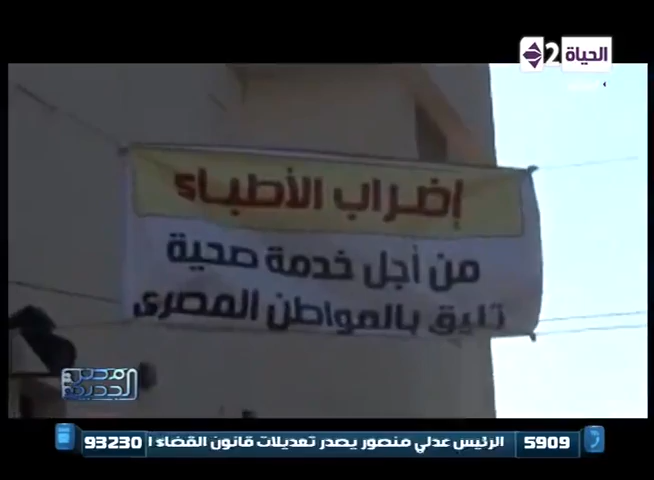 الحياة 2
إضراب الأطباء
من أجل خدمة صحية
تليق بالمواطن المصرى
مصر الجديدة
5909 الرئيس عدلي منصور يصدر تعديلات قانون القضاء ا 93230